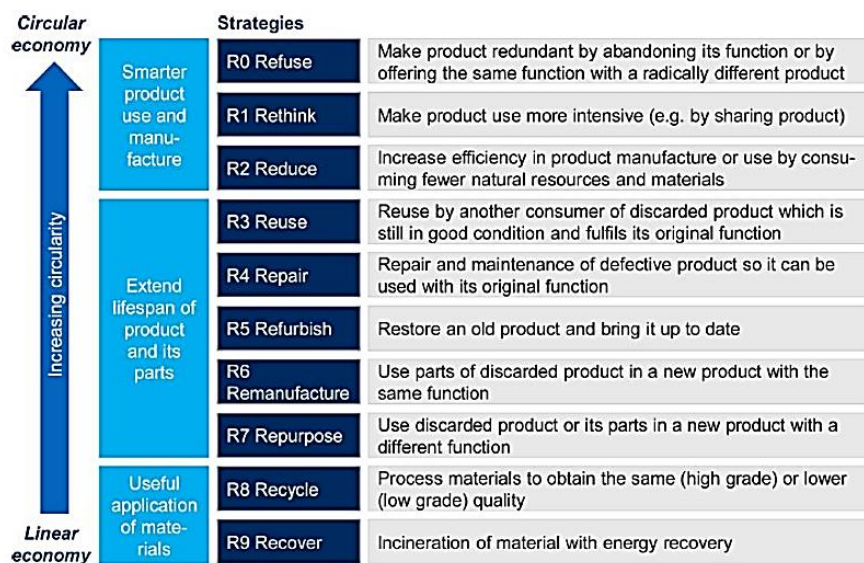 Circular
economy
Strategies
Increasing circularity
Smarter
product
use and
manu-
facture
R0 Refuse
Make product redundant by abandoning its function or by
offering the same function with a radically different product
R1 Rethink
Make product use more intensive (e.g. by sharing product)
R2 Reduce
Increase efficiency in product manufacture or use by consu-
ming fewer natural resources and materials
Extend
lifespan of
product
and its
parts
R3 Reuse
Reuse by another consumer of discarded product which is
still in good condition and fulfils its original function
R4 Repair
Repair and maintenance of defective product so it can be
used with its original function
R5 Refurbish
Restore an old product and bring it up to date
R6
Remanufacture
Use parts of discarded product in a new product with the
same function
R7 Repurpose
Use discarded product or its parts in a new product with a
different function
Useful
application
of mate-
rials
R8 Recycle
Process materials to obtain the same (high grade) or lower
(low grade) quality
R9 Recover
Incineration of material with energy recovery
Linear
economy